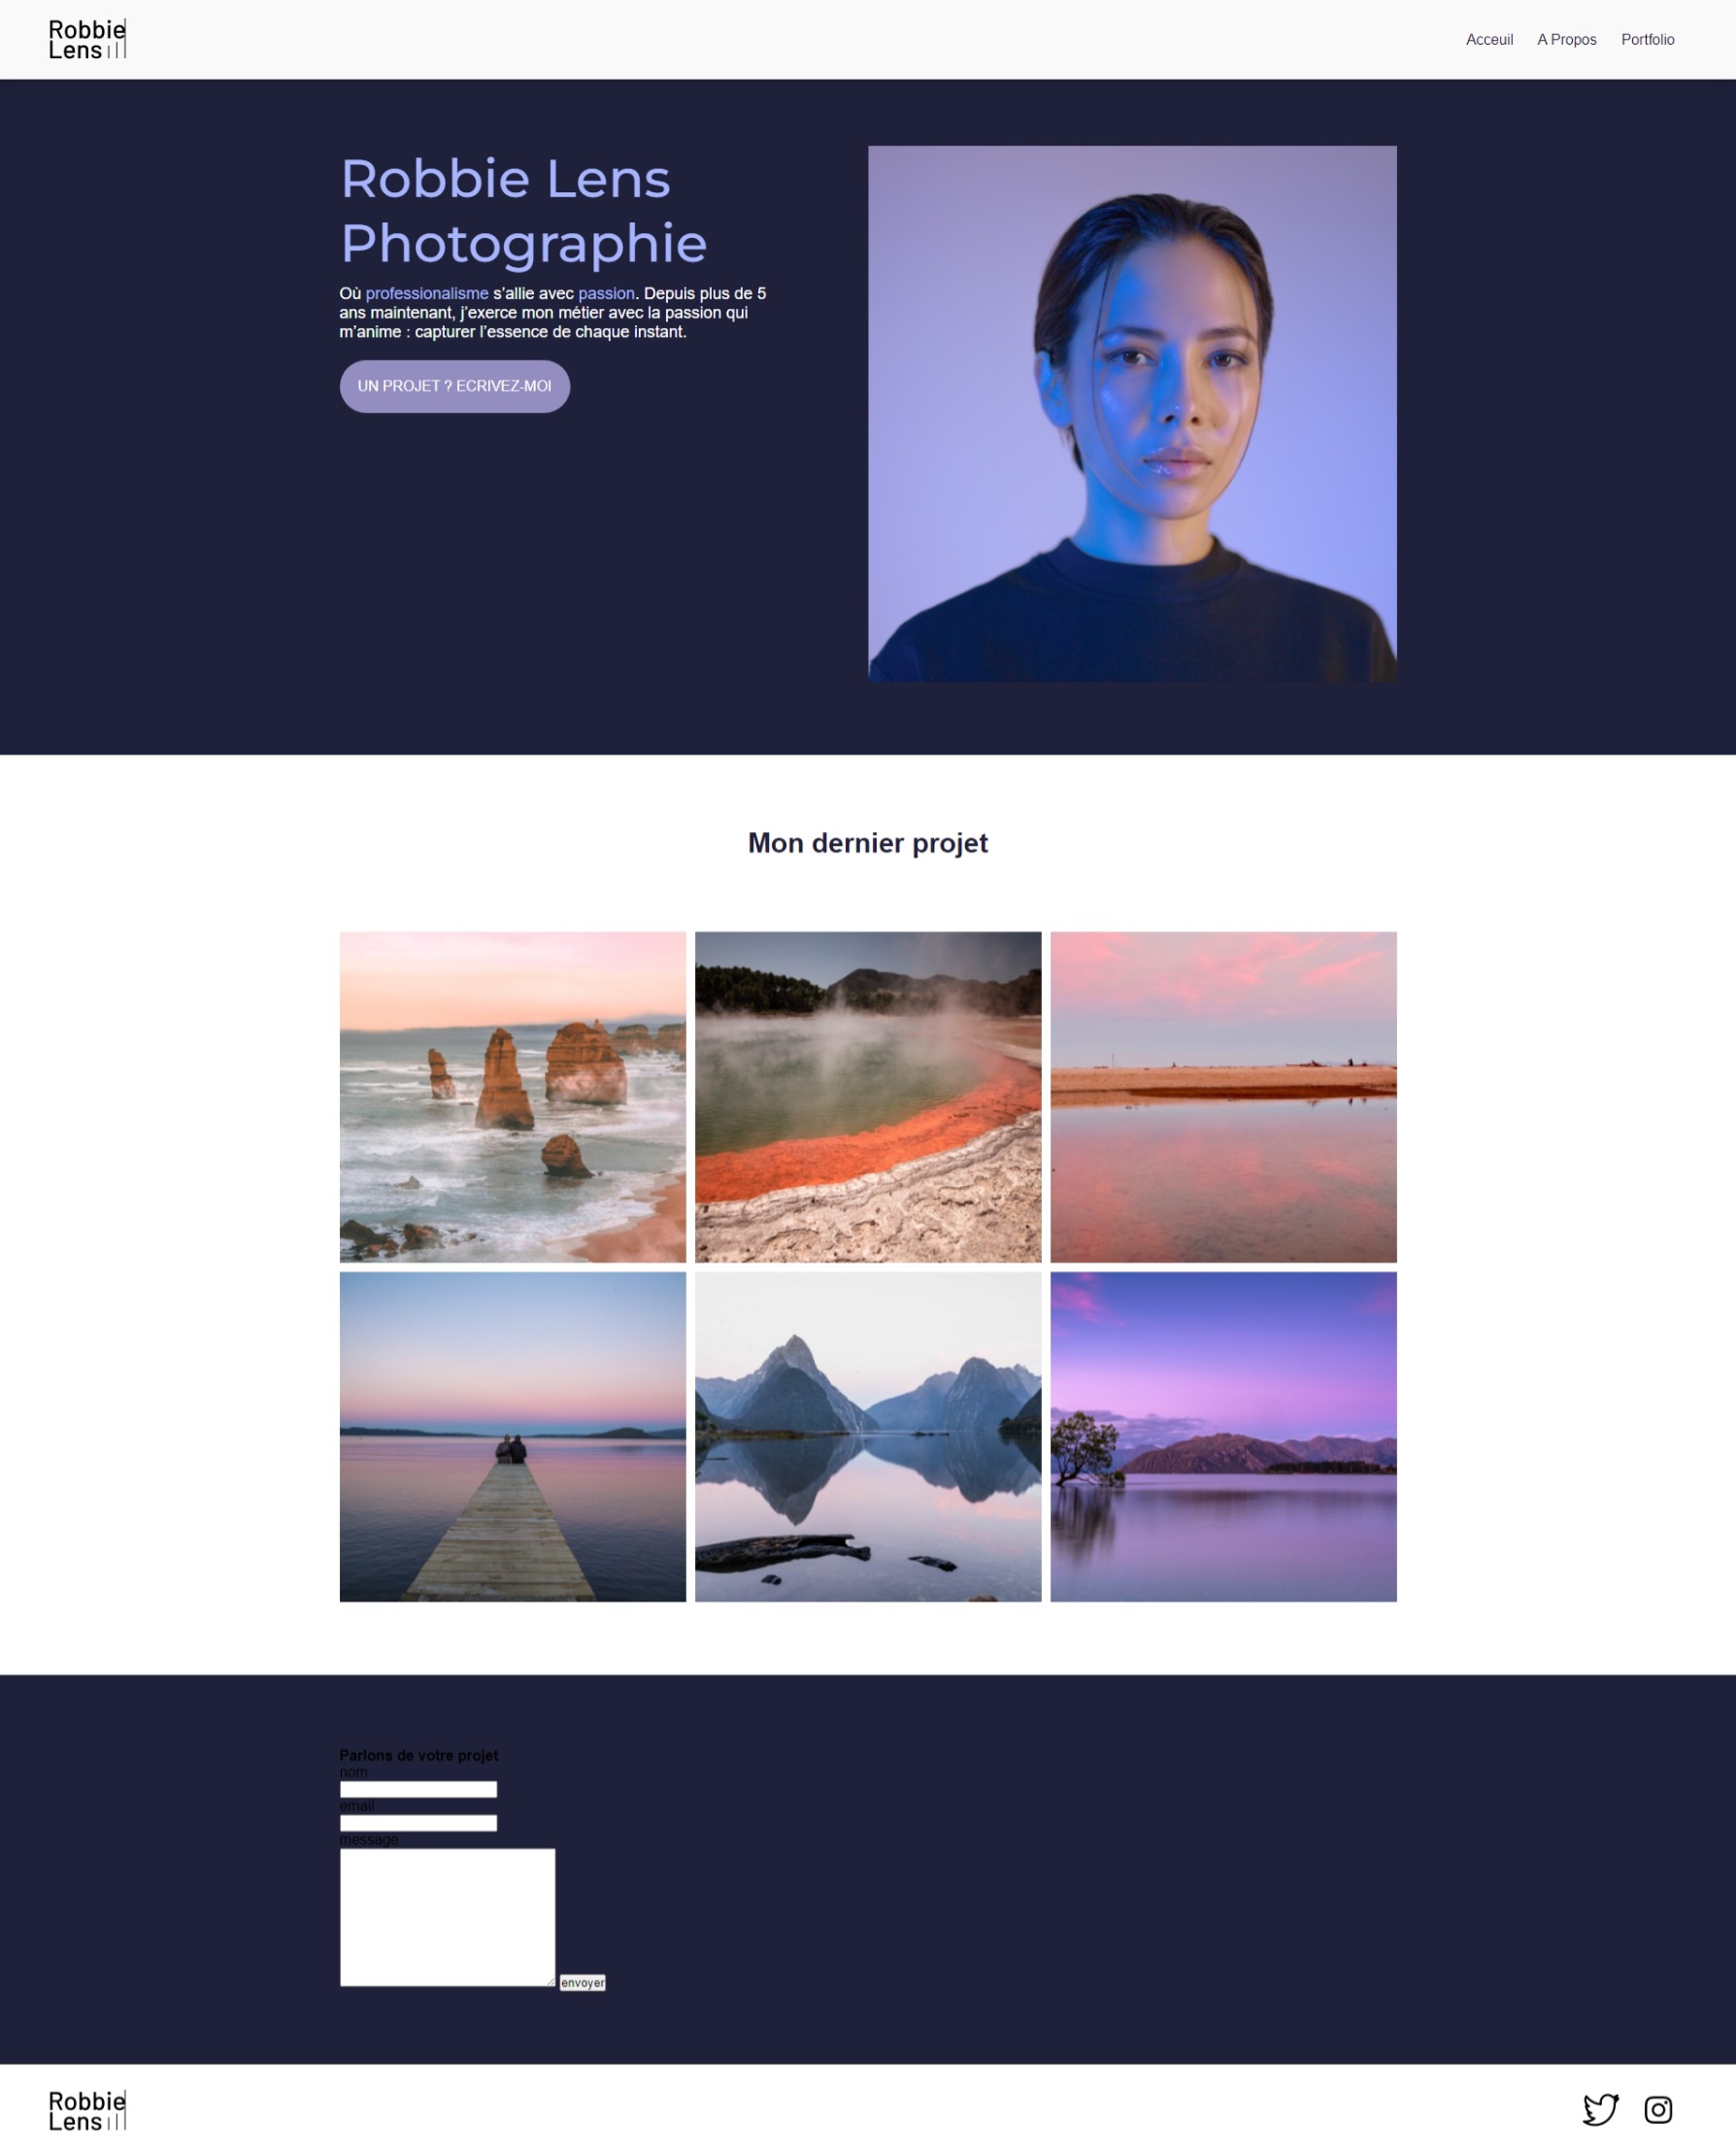 Robbie
Lens
Acceuil A Propos Portfolio
Robbie Lens
Photographie
Où professionalisme s’allie avec passion. Depuis plus de 5
ans maintenant, j’exerce mon métier avec la passion qui
m’anime : capturer l’essence de chaque instant.
UN PROJET ? ECRIVEZ-MOI
Mon dernier projet
Parlons de votre projet
nom
email
message
envoyer
Robbie
Lens